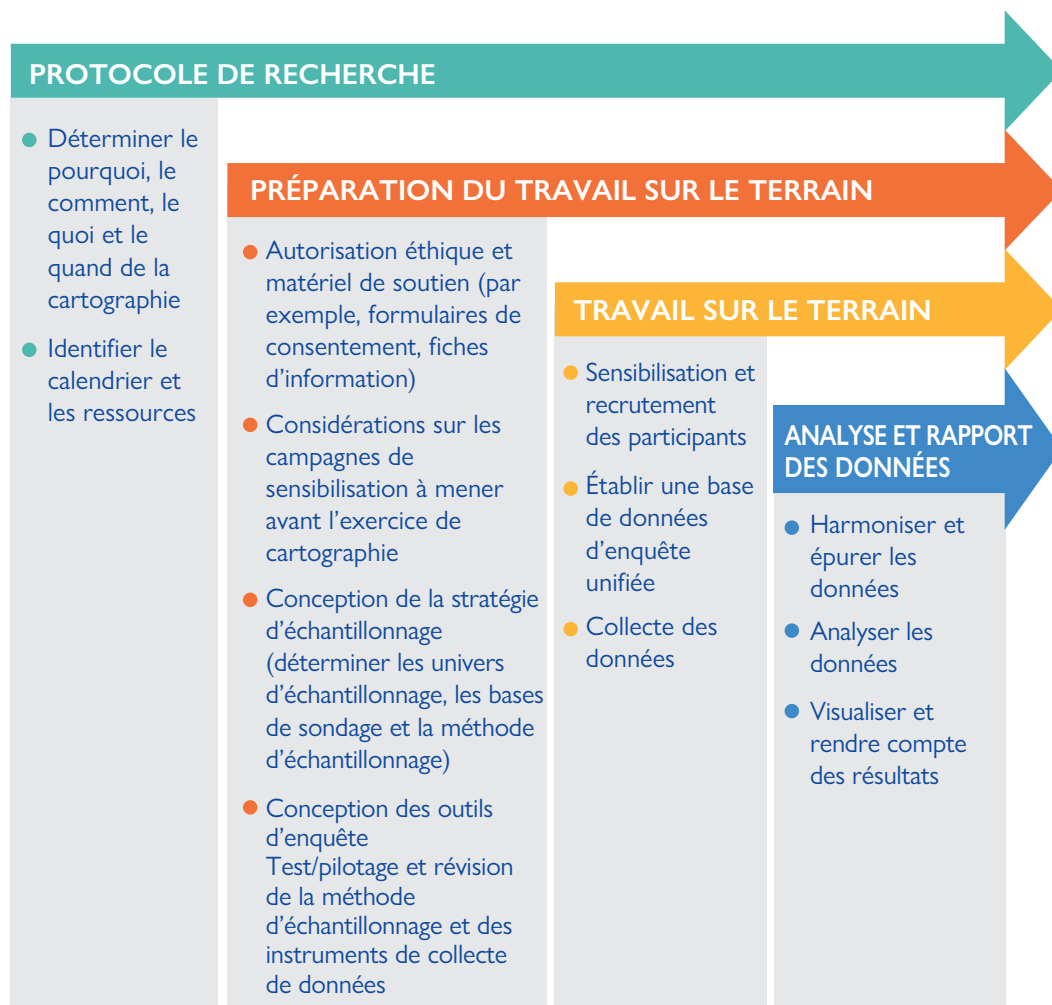 PROTOCOLE DE RECHERCHE
Déterminer le
pourquoi, le
comment, le
quoi et le
quand de la
cartographie
Identifier le
calendrier et
les ressources
PRÉPARATION DU TRAVAIL SUR LE TERRAIN
Autorisation éthique et
matériel de soutien (par
exemple, formulaires de
consentement, fiches
d'information)
Considérations sur les
campagnes de
sensibilisation à mener
avant l'exercice de
cartographie
Conception de la stratégie
d'échantillonnage
(déterminer les univers
d'échantillonnage, les bases
de sondage et la méthode
d'échantillonnage)
Conception des outils
d'enquête
Test/pilotage et révision
de la méthode
d'échantillonnage et des
instruments de collecte
de données
TRAVAIL SUR LE TERRAIN
Sensibilisation et
recrutement
des participants
Établir une base
de données
d'enquête
unifiée
Collecte des
données
ANALYSE ET RAPPORT
DES DONNÉES
Harmoniser et
épurer les
données
Analyser les
données
Visualiser et
rendre compte
des résultats